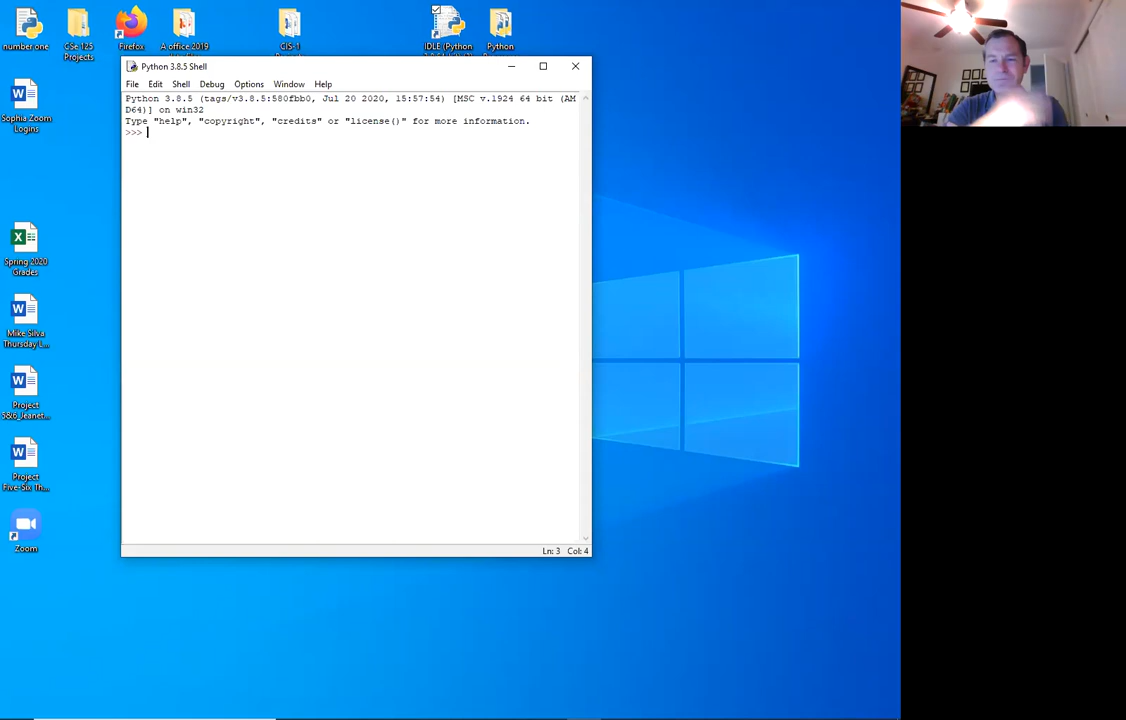 number.one
CSe 125
Projects
Firefox
A office 2019
CIS-1
IDLE (Python
Python
Python 3.8.5 Shell
File Edit Shell Debug Options Window Help
Python 3.8.5 (tags/v3.8.5:580fbb0, Jul 20 2020, 15:57:54) [MSC v.1924 64 bit (AM
D64)] on win32
Type "help", "copyright", "credits" or "license()" for more information.
>>>
Ln: 3 Col: 4
Sophia Zoom
Logins
Spring 2020
Grades
Mike Sliva
Thursday L...
Project
5&6_Jeanet...
Project
Five-Six Th...
Zoom